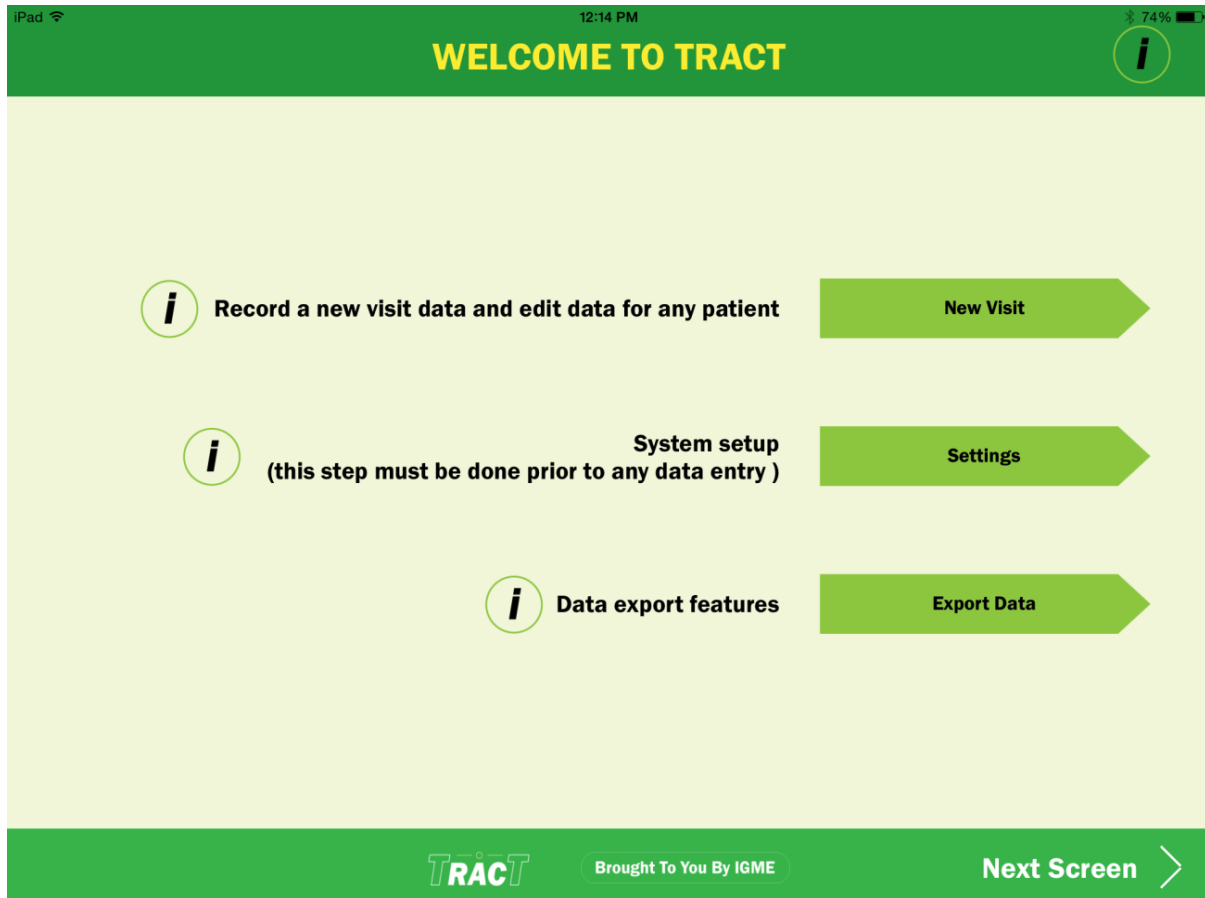 iPad 12:14 PM 74%
WELCOME TO TRACT
i
i Record a new visit data and edit data for any patient
New Visit
i System setup
(this step must be done prior to any data entry )
Settings
i Data export features
Export Data
TRACT
Brought To You By IGME
Next Screen